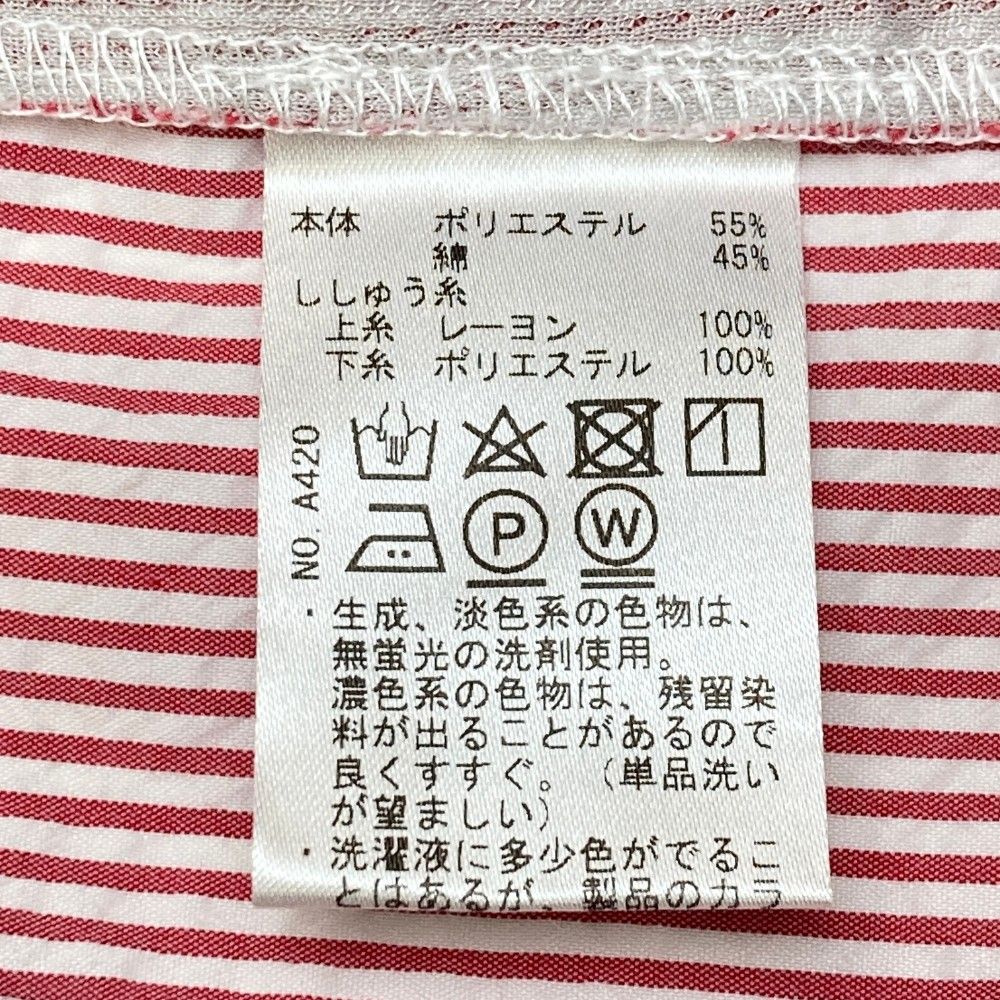 本体 ポリエステル 55%
綿 45%
ししゅう糸
上糸 レーヨン 100%
下糸 ポリエステル 100%
NO. A420
P W
・生成、淡色系の色物は、
無蛍光の洗剤使用。
濃色系の色物は、残留染
料が出ることがあるので
良くすすぐ。（単品洗い
が望ましい）
・洗濯液に多少色がでるこ
とはあるが、製品のカラ